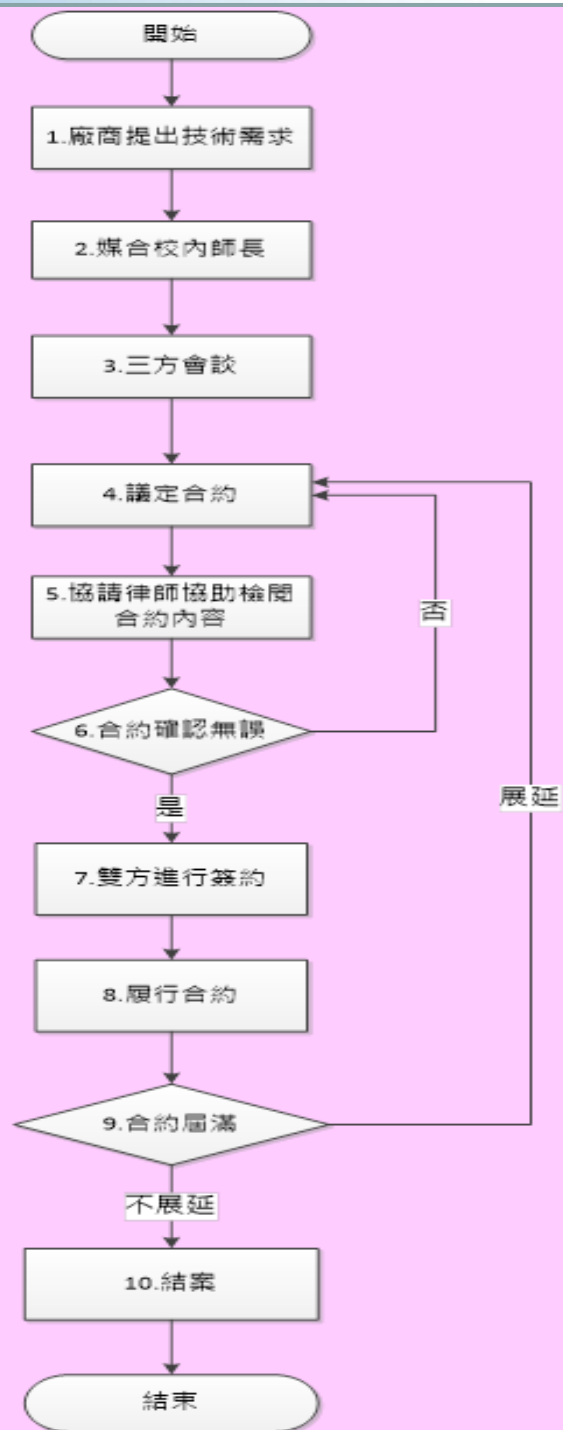 開始
1.廠商提出技術需求
2.媒合校內師長
3.三方會談
4.議定合約
5.協請律師協助檢閱
合約內容
否
6.合約確認無誤
是
展延
7.雙方進行簽約
8.履行合約
9.合約屆滿
不展延
10.結案
結束